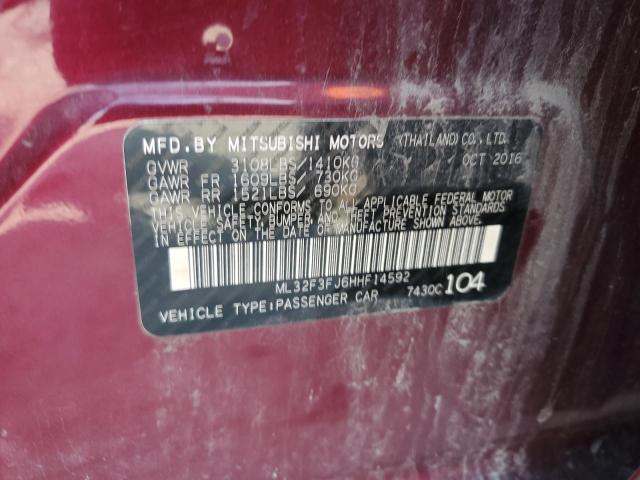 MFD.BY MITSUBISHI MOTORS (THAILAND)CO.,LTD.
GVWR 3108LBS/1410KG OCT 2016
GAWR FR 1609LBS/ 730KG
GAWR RR 1521LBS/ 690KG
THIS VEHICLE CONFORMS TO ALL APPLICABLE FEDERAL MOTOR
VEHICLE SAFETY, BUMPER AND THEFT PREVENTION STANDARDS
IN EFFECT ON THE DATE OF MANUFACTURE SHOWN ABOVE.
ML32F3FJ6HHF14592
VEHICLE TYPE:PASSENGER CAR 7430C 104